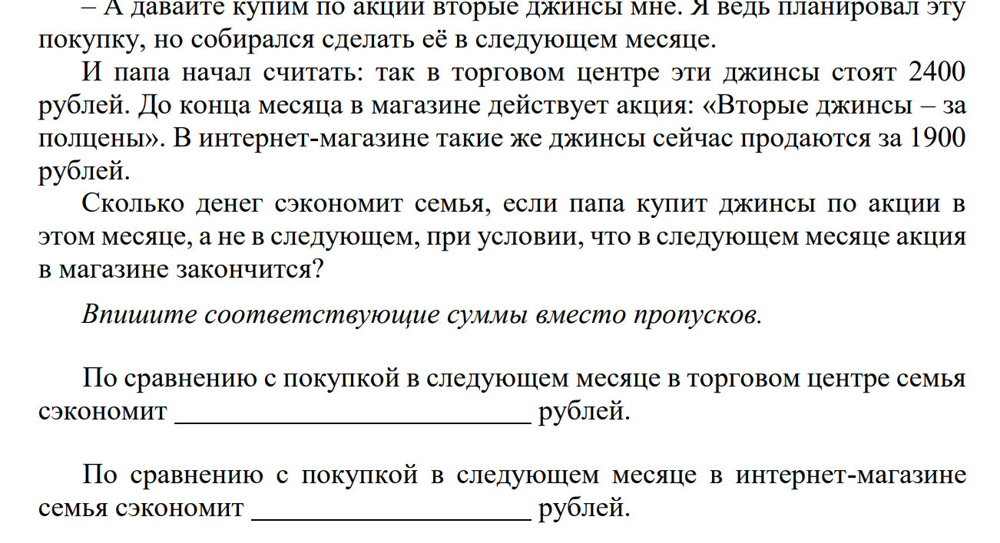 – А давайте купим по акции вторые джинсы мне. Я ведь планировал эту
покупку, но собирался сделать её в следующем месяце.
И папа начал считать: так в торговом центре эти джинсы стоят 2400
рублей. До конца месяца в магазине действует акция: «Вторые джинсы – за
полцены». В интернет-магазине такие же джинсы сейчас продаются за 1900
рублей.
Сколько денег сэкономит семья, если папа купит джинсы по акции в
этом месяце, а не в следующем, при условии, что в следующем месяце акция
в магазине закончится?
Впишите соответствующие суммы вместо пропусков.
По сравнению с покупкой в следующем месяце в торговом центре семья
сэкономит ____________________ рублей.
По сравнению с покупкой в следующем месяце в интернет-магазине
семья сэкономит ________________ рублей.